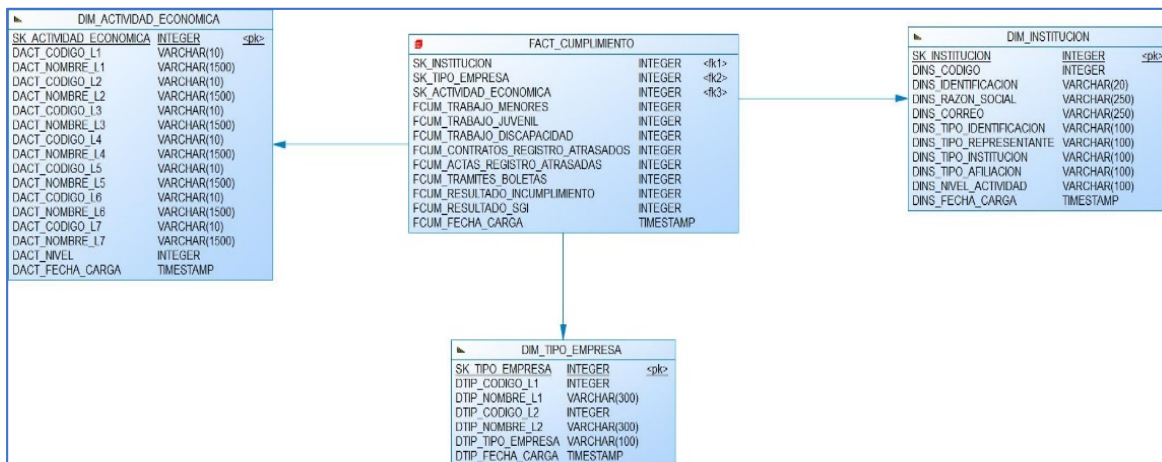 DIM_ACTIVIDAD_ECONOMICA
SK_ACTIVIDAD_ECONOMICA INTEGER <pk>
DACT_CODIGO_L1 VARCHAR(10)
DACT_NOMBRE_L1 VARCHAR(1500)
DACT_CODIGO_L2 VARCHAR(10)
DACT_NOMBRE_L2 VARCHAR(1500)
DACT_CODIGO_L3 VARCHAR(10)
DACT_NOMBRE_L3 VARCHAR(1500)
DACT_CODIGO_L4 VARCHAR(10)
DACT_NOMBRE_L4 VARCHAR(1500)
DACT_CODIGO_L5 VARCHAR(10)
DACT_NOMBRE_L5 VARCHAR(1500)
DACT_CODIGO_L6 VARCHAR(10)
DACT_NOMBRE_L6 VARCHAR(1500)
DACT_CODIGO_L7 VARCHAR(10)
DACT_NOMBRE_L7 VARCHAR(1500)
DACT_NIVEL INTEGER
DACT_FECHA_CARGA TIMESTAMP
FACT_CUMPLIMIENTO
SK_INSTITUCION INTEGER <fk1>
SK_TIPO_EMPRESA INTEGER <fk2>
SK_ACTIVIDAD_ECONOMICA INTEGER <fk3>
FCUM_TRABAJO_MENORES INTEGER
FCUM_TRABAJO_JUVENIL INTEGER
FCUM_TRABAJO_DISCAPACIDAD INTEGER
FCUM_CONTRATOS_REGISTRO_ATRASADOS INTEGER
FCUM_ACTAS_REGISTRO_ATRASADAS INTEGER
FCUM_TRAMITES_BOLETAS INTEGER
FCUM_RESULTADO_INCUMPLIMIENTO INTEGER
FCUM_RESULTADO_SGI INTEGER
FCUM_FECHA_CARGA TIMESTAMP
DIM_INSTITUCION
SK_INSTITUCION INTEGER <pk>
DINS_CODIGO INTEGER
DINS_IDENTIFICACION VARCHAR(20)
DINS_RAZON_SOCIAL VARCHAR(250)
DINS_CORREO VARCHAR(250)
DINS_TIPO_IDENTIFICACION VARCHAR(100)
DINS_TIPO_REPRESENTANTE VARCHAR(100)
DINS_TIPO_INSTITUCION VARCHAR(100)
DINS_TIPO_AFILIACION VARCHAR(100)
DINS_NIVEL_ACTIVIDAD VARCHAR(100)
DINS_FECHA_CARGA TIMESTAMP
DIM_TIPO_EMPRESA
SK_TIPO_EMPRESA INTEGER <pk>
DTIP_CODIGO_L1 INTEGER
DTIP_NOMBRE_L1 VARCHAR(300)
DTIP_CODIGO_L2 INTEGER
DTIP_NOMBRE_L2 VARCHAR(300)
DTIP_TIPO_EMPRESA VARCHAR(100)
DTIP_FECHA_CARGA TIMESTAMP